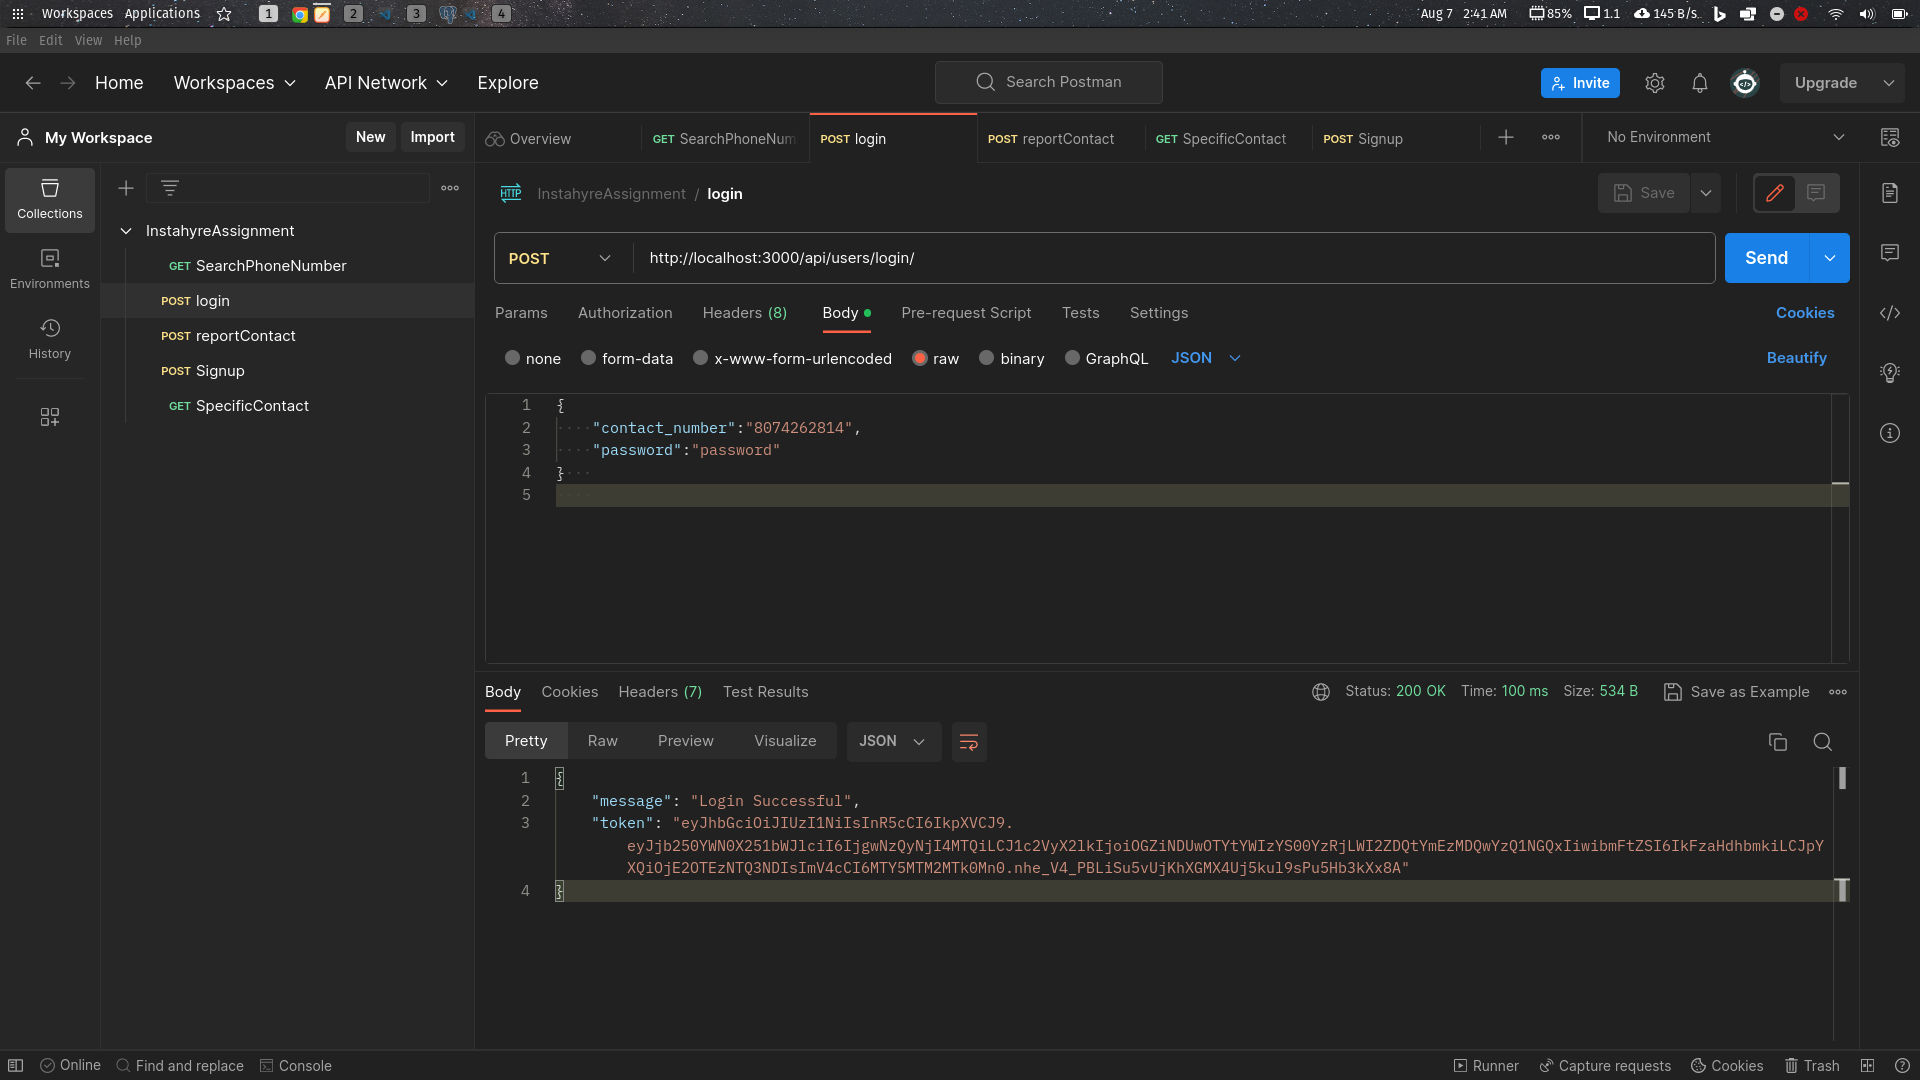 Workspaces Applications 1 2 3 4 Aug 7 2:41 AM 85% 1.1 145 B/s
File Edit View Help
Home Workspaces API Network Explore Search Postman Invite Upgrade
My Workspace New Import Overview GET SearchPhoneNum POST login POST reportContact GET SpecificContact POST Signup No Environment
Collections
Environments
History
InstahyreAssignment
GET SearchPhoneNumber
POST login
POST reportContact
POST Signup
GET SpecificContact
HTTP InstahyreAssignment / login Save
POST http://localhost:3000/api/users/login/ Send
Params Authorization Headers (8) Body Pre-request Script Tests Settings Cookies
none form-data x-www-form-urlencoded raw binary GraphQL JSON Beautify
1 {
2 "contact_number":"8074262814",
3 "password":"password"
4 }
5
Body Cookies Headers (7) Test Results Status: 200 OK Time: 100 ms Size: 534 B Save as Example
Pretty Raw Preview Visualize JSON
1 {
2 "message": "Login Successful",
3 "token": "eyJhbGciOiJIUzI1NiIsInR5cCI6IkpXVCJ9.
eyJjb250YWN0X251bWJlciI6IjgwNzQyNjI4MTQiLCJ1c2VyX2lkIjoiOGZiNDUwOTYtYWIzYS00YzRjLWI2ZDQtYmEzMDQwYzQ1NGQxIiwibmFtZSI6IkFzaHdhbmkiLCJpY
XQiOjE2OTEzNTQ3NDIsImV4cCI6MTY5MTM2MTk0Mn0.nhe_V4_PBLiSu5vUjKhXGMX4Uj5kul9sPu5Hb3kXx8A"
4 }
Online Find and replace Console Runner Capture requests Cookies Trash